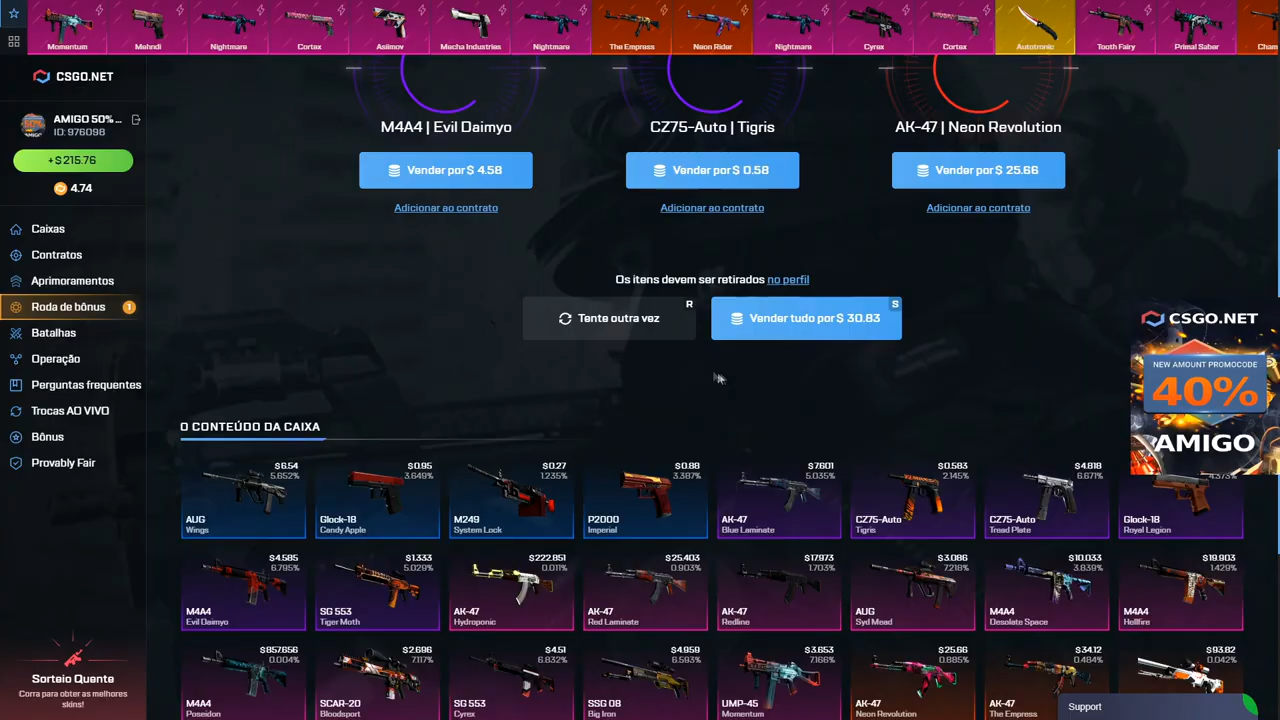 Momentum
Mehndi
Nightmare
Cortex
Asiimov
Mecha Industries
Nightmare
The Empress
Neon Rider
Nightmare
Cyrex
Cortex
Autotronic
Tooth Fairy
Primal Saber
Cham
CSGO.NET
AMIGO 50% ...
ID: 976098
+$ 215.76
4.74
Caixas
Contratos
Aprimoramentos
Roda de bônus
1
Batalhas
Operação
Perguntas frequentes
Trocas AO VIVO
Bônus
Provably Fair
Sorteio Quente
Corra para obter as melhores
skins!
M4A4 | Evil Daimyo
CZ75-Auto | Tigris
AK-47 | Neon Revolution
Vender por $ 4.58
Vender por $ 0.58
Vender por $ 25.66
Adicionar ao contrato
Adicionar ao contrato
Adicionar ao contrato
Os itens devem ser retirados no perfil
Tente outra vez
R
Vender tudo por $ 30.83
S
CSGO.NET
NEW AMOUNT PROMOCODE
40%
AMIGO
O CONTEÚDO DA CAIXA
$6.54
5.652%
AUG
Wings
$0.95
3.649%
Glock-18
Candy Apple
$0.27
1.235%
M249
System Lock
$0.88
3.387%
P2000
Imperial
$7.601
5.035%
AK-47
Blue Laminate
$0.583
2.145%
CZ75-Auto
Tigris
$4.818
6.671%
CZ75-Auto
Tread Plate
4.373%
Glock-18
Royal Legion
$4.585
6.795%
M4A4
Evil Daimyo
$1.333
5.029%
SG 553
Tiger Moth
$222.851
0.011%
AK-47
Hydroponic
$25.403
0.903%
AK-47
Red Laminate
$17.973
1.703%
AK-47
Redline
$3.086
7.218%
AUG
Syd Mead
$10.033
3.839%
M4A4
Desolate Space
$19.903
1.429%
M4A4
Hellfire
$857.656
0.004%
M4A4
Poseidon
$2.696
7.117%
SCAR-20
Bloodsport
$4.51
6.832%
SG 553
Cyrex
$4.959
6.593%
SSG 08
Big Iron
$3.653
7.166%
UMP-45
Momentum
$25.66
0.885%
AK-47
Neon Revolution
$34.12
0.484%
AK-47
The Empress
$93.82
0.042%
Support